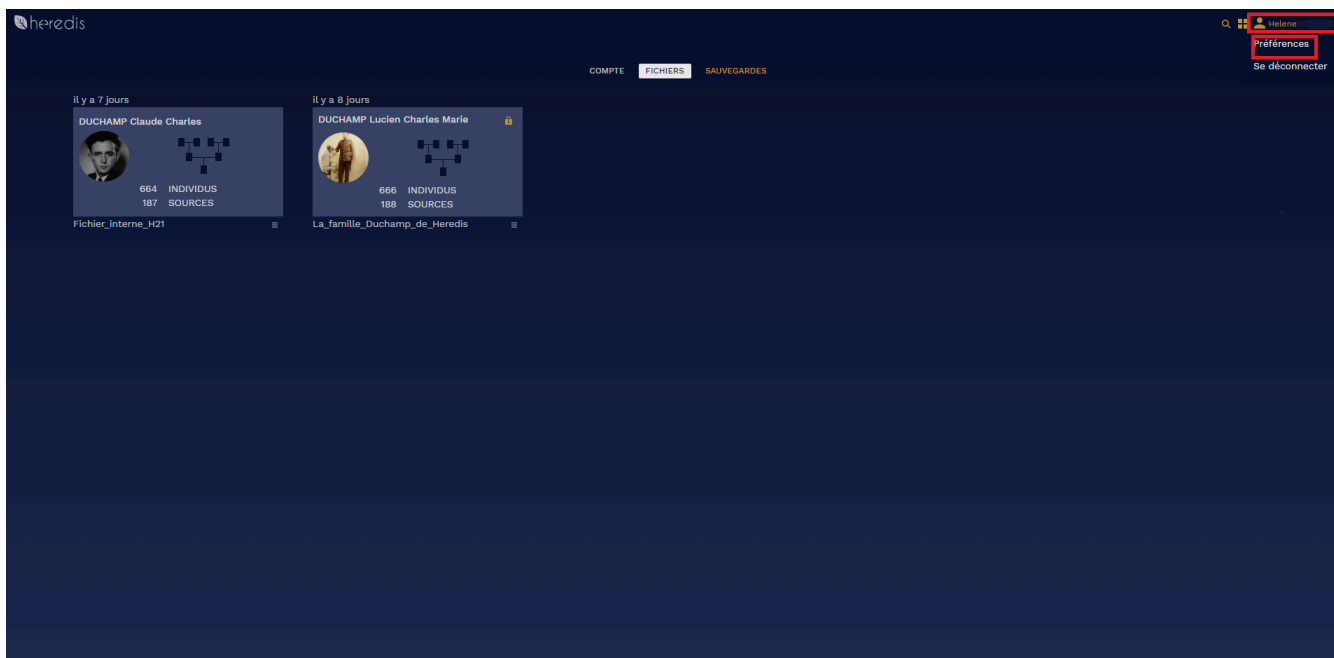 heredis
Helene
Préférences
Se déconnecter
COMPTE FICHIERS SAUVEGARDES
il y a 7 jours
DUCHAMP Claude Charles
664 INDIVIDUS
187 SOURCES
Fichier_interne_H21
il y a 8 jours
DUCHAMP Lucien Charles Marie
666 INDIVIDUS
188 SOURCES
La_famille_Duchamp_de_Heredis